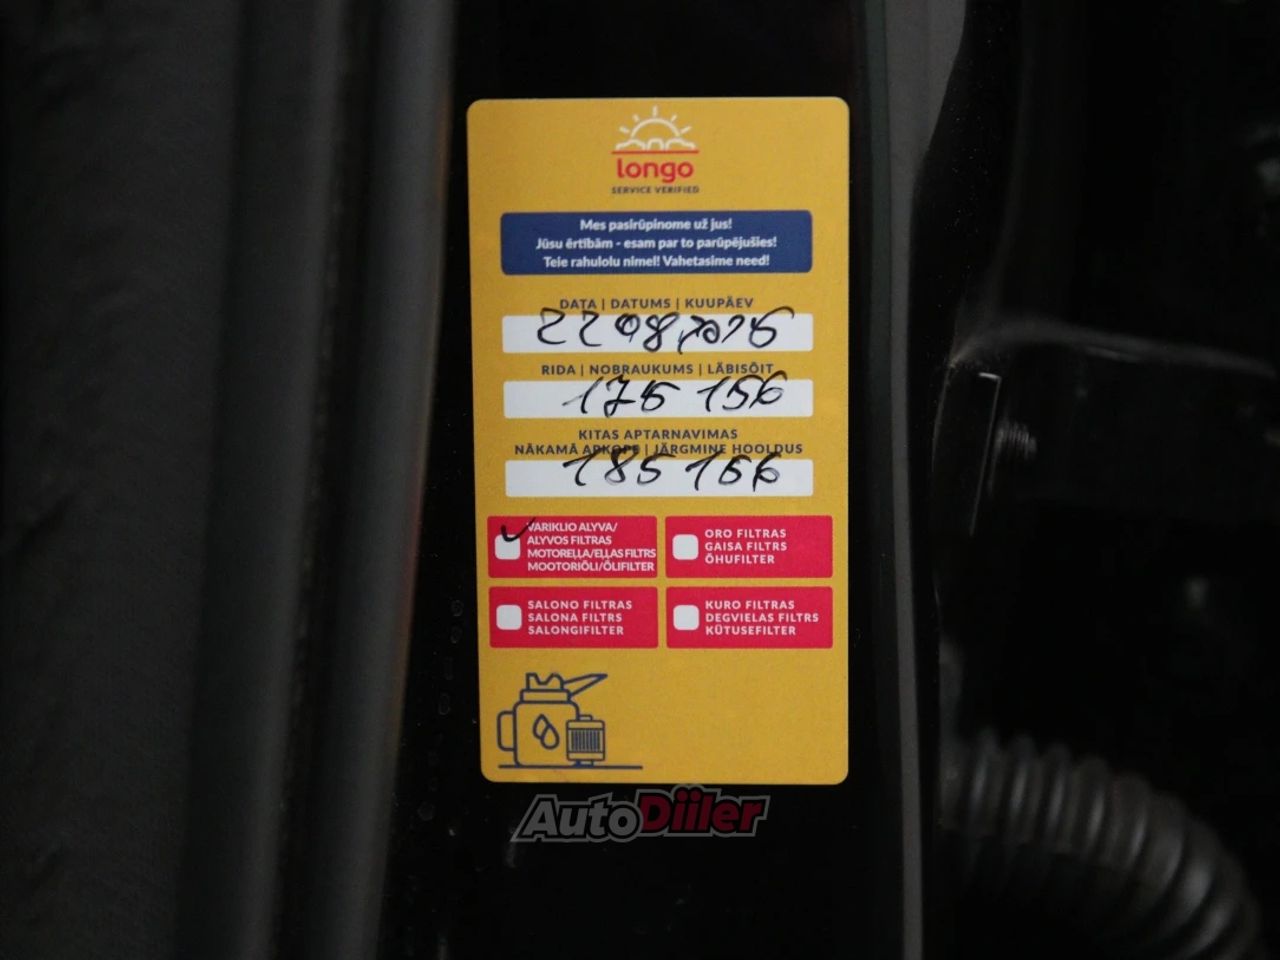 longo
SERVICE VERIFIED
Mes pasirūpinome už jus!
Jūsu ērtībām - esam par to parūpējušies!
Teie rahulolu nimel! Vahetasime need!
DATA | DATUMS | KUUPÄEV
22 08
RIDA | NOBRAUKUMS | LÄBISÕIT
175 156
KITAS APTARNAVIMAS
NĀKAMĀ APKOPE | JÄRGMINE HOOLDUS
185 156
VARIKLIO ALYVA/
ALYVOS FILTRAS
MOTOREĻĻA/EĻĻAS FILTRS
MOOTORIÕLI/ÕLIFILTER
ORO FILTRAS
GAISA FILTRS
ÕHUFILTER
SALONO FILTRAS
SALONA FILTRS
SALONGIFILTER
KURO FILTRAS
DEGVIELAS FILTRS
KÜTUSEFILTER
AutoDiiler